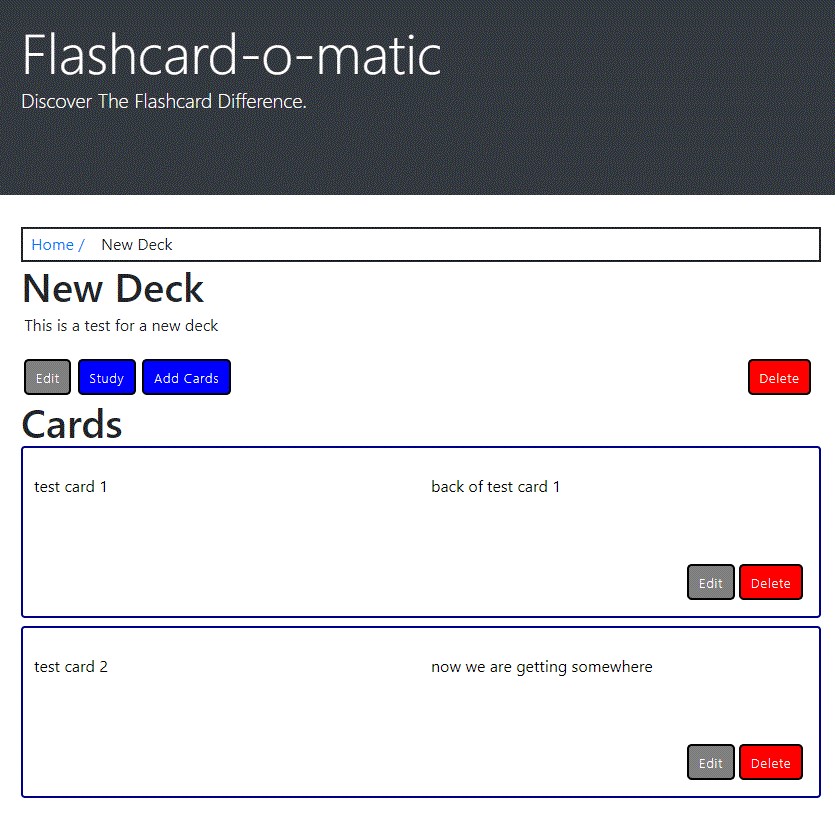 Flashcard-o-matic
Discover The Flashcard Difference.
Home / New Deck
New Deck
This is a test for a new deck
Edit Study Add Cards Delete
Cards
test card 1 back of test card 1
Edit Delete
test card 2 now we are getting somewhere
Edit Delete